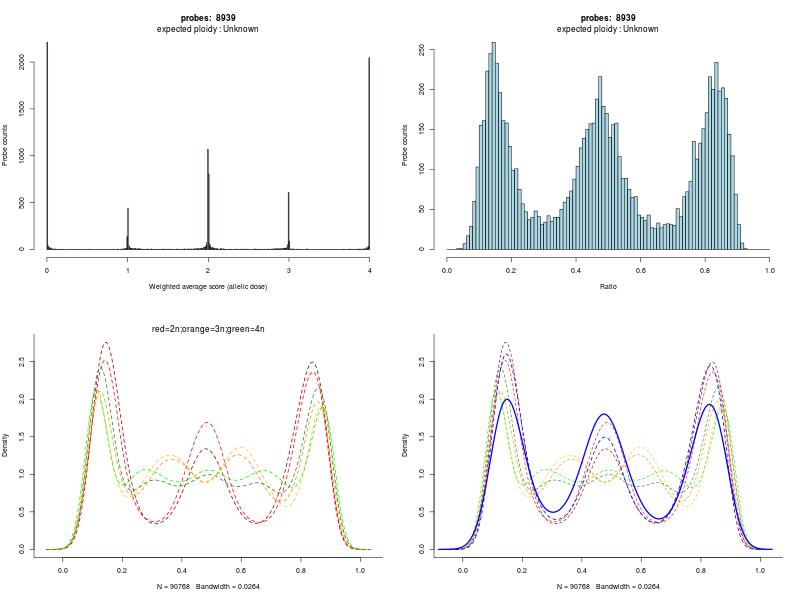 probes: 8939
expected ploidy : Unknown
Probe counts
2000
1500
1000
500
0
0 1 2 3 4
Weighted average score (allelic dose)
probes: 8939
expected ploidy : Unknown
Probe counts
250
200
150
100
50
0
0.0 0.2 0.4 0.6 0.8 1.0
Ratio
red=2n;orange=3n;green=4n
Density
2.5
2.0
1.5
1.0
0.5
0.0
0.0 0.2 0.4 0.6 0.8 1.0
N = 90768 Bandwidth = 0.0264
Density
2.5
2.0
1.5
1.0
0.5
0.0
0.0 0.2 0.4 0.6 0.8 1.0
N = 90768 Bandwidth = 0.0264